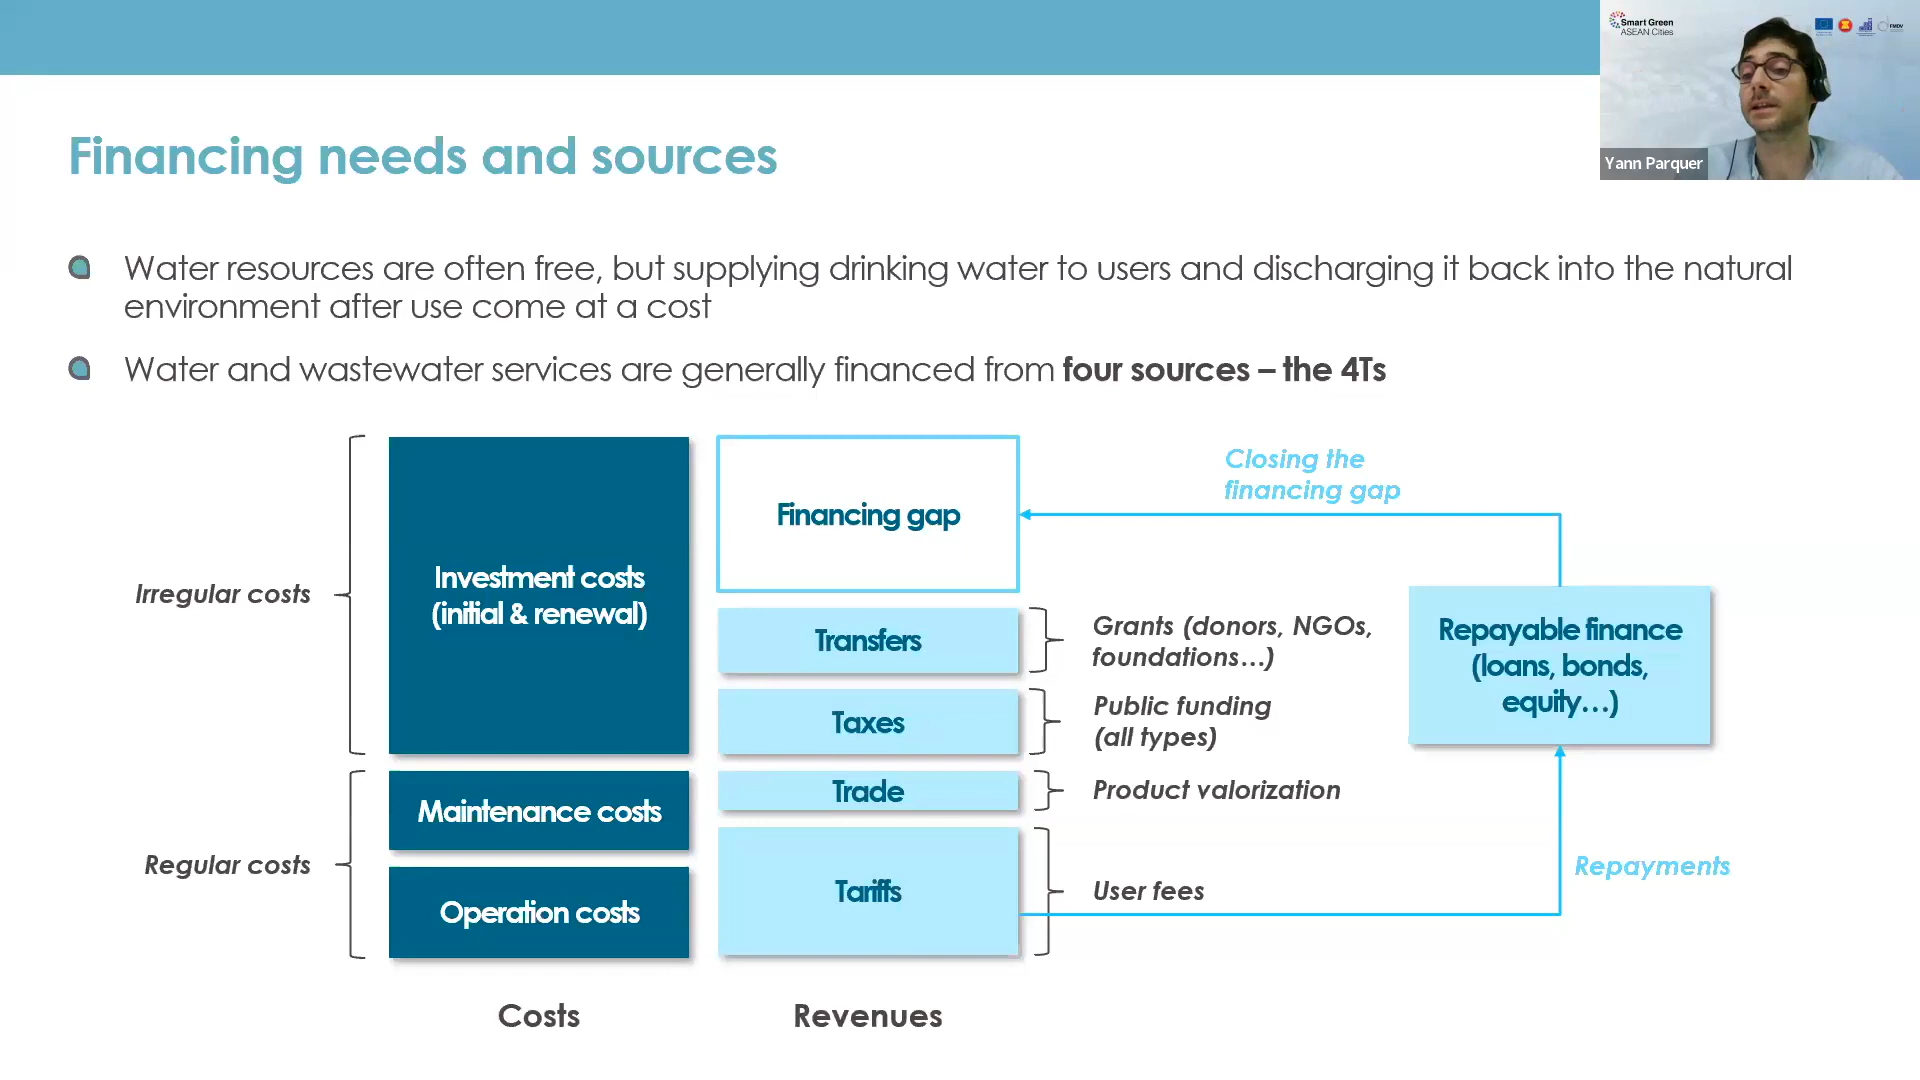 Smart Green
ASEAN Cities
Yann Parquer
Financing needs and sources
Water resources are often free, but supplying drinking water to users and discharging it back into the natural
environment after use come at a cost
Water and wastewater services are generally financed from four sources – the 4Ts
Irregular costs
Regular costs
Investment costs
(initial & renewal)
Maintenance costs
Operation costs
Costs
Financing gap
Transfers
Taxes
Trade
Tariffs
Revenues
Grants (donors, NGOs,
foundations…)
Public funding
(all types)
Product valorization
User fees
Closing the
financing gap
Repayable finance
(loans, bonds,
equity…)
Repayments